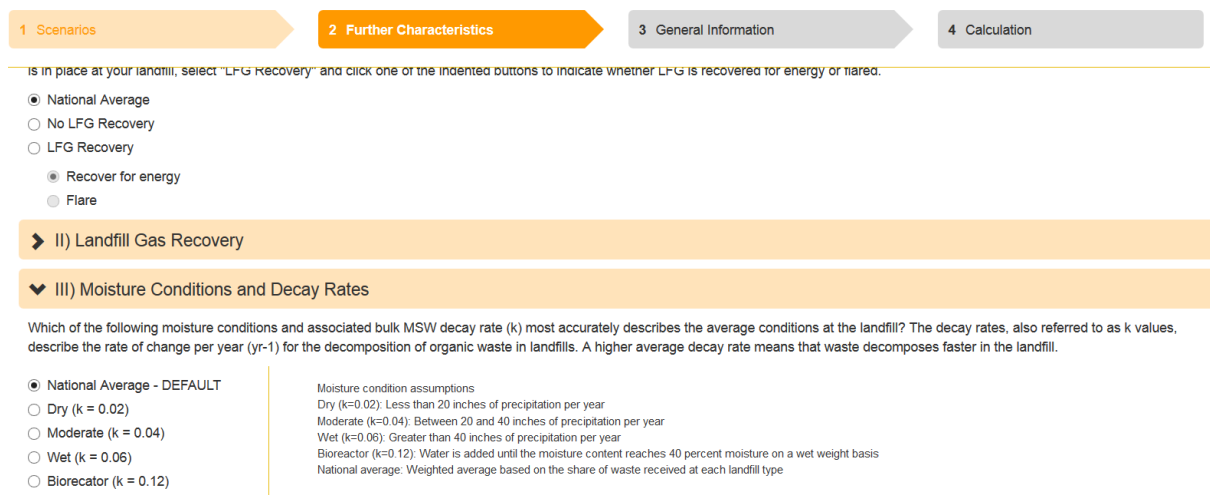 1 Scenarios
2 Further Characteristics
3 General Information
4 Calculation
is in place at your landfill, select "LFG Recovery" and click one of the indented buttons to indicate whether LFG is recovered for energy or flared.
National Average
No LFG Recovery
LFG Recovery
Recover for energy
Flare
II) Landfill Gas Recovery
III) Moisture Conditions and Decay Rates
Which of the following moisture conditions and associated bulk MSW decay rate (k) most accurately describes the average conditions at the landfill? The decay rates, also referred to as k values,
describe the rate of change per year (yr-1) for the decomposition of organic waste in landfills. A higher average decay rate means that waste decomposes faster in the landfill.
National Average - DEFAULT
Dry (k = 0.02)
Moderate (k = 0.04)
Wet (k = 0.06)
Biorecator (k = 0.12)
Moisture condition assumptions
Dry (k=0.02): Less than 20 inches of precipitation per year
Moderate (k=0.04): Between 20 and 40 inches of precipitation per year
Wet (k=0.06): Greater than 40 inches of precipitation per year
Bioreactor (k=0.12): Water is added until the moisture content reaches 40 percent moisture on a wet weight basis
National average: Weighted average based on the share of waste received at each landfill type